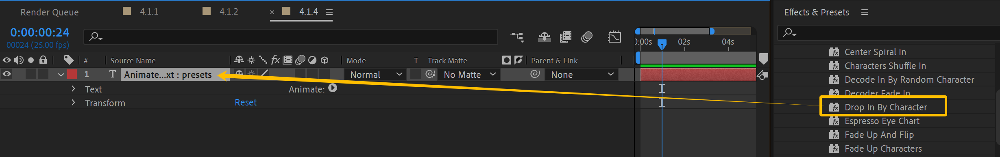 Render Queue 4.1.1 4.1.2 × 4.1.4
0:00:00:24
00024 (25.00 fps)
0:00s 02s 04s
# Source Name fx Mode T Track Matte Parent & Link
1 T Animate...xt : presets Normal No Matte None
Text Animate:
Transform Reset
Effects & Presets
Center Spiral In
Characters Shuffle In
Decode In By Random Character
Decoder Fade In
Drop In By Character
Espresso Eye Chart
Fade Up And Flip
Fade Up Characters